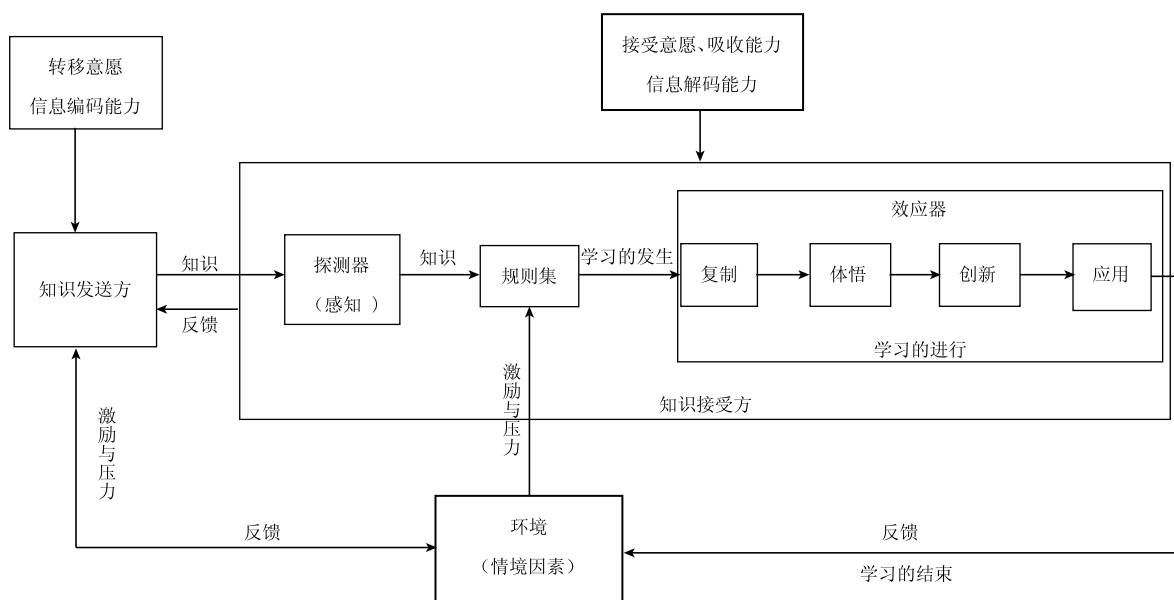 接受意愿、吸收能力
信息解码能力
转移意愿
信息编码能力
效应器
知识发送方
知识
反馈
探测器
（感知 ）
知识
规则集
学习的发生
复制
体悟
创新
应用
学习的进行
知识接受方
激励与压力
激励与压力
反馈
环境
（情境因素）
反馈
学习的结束